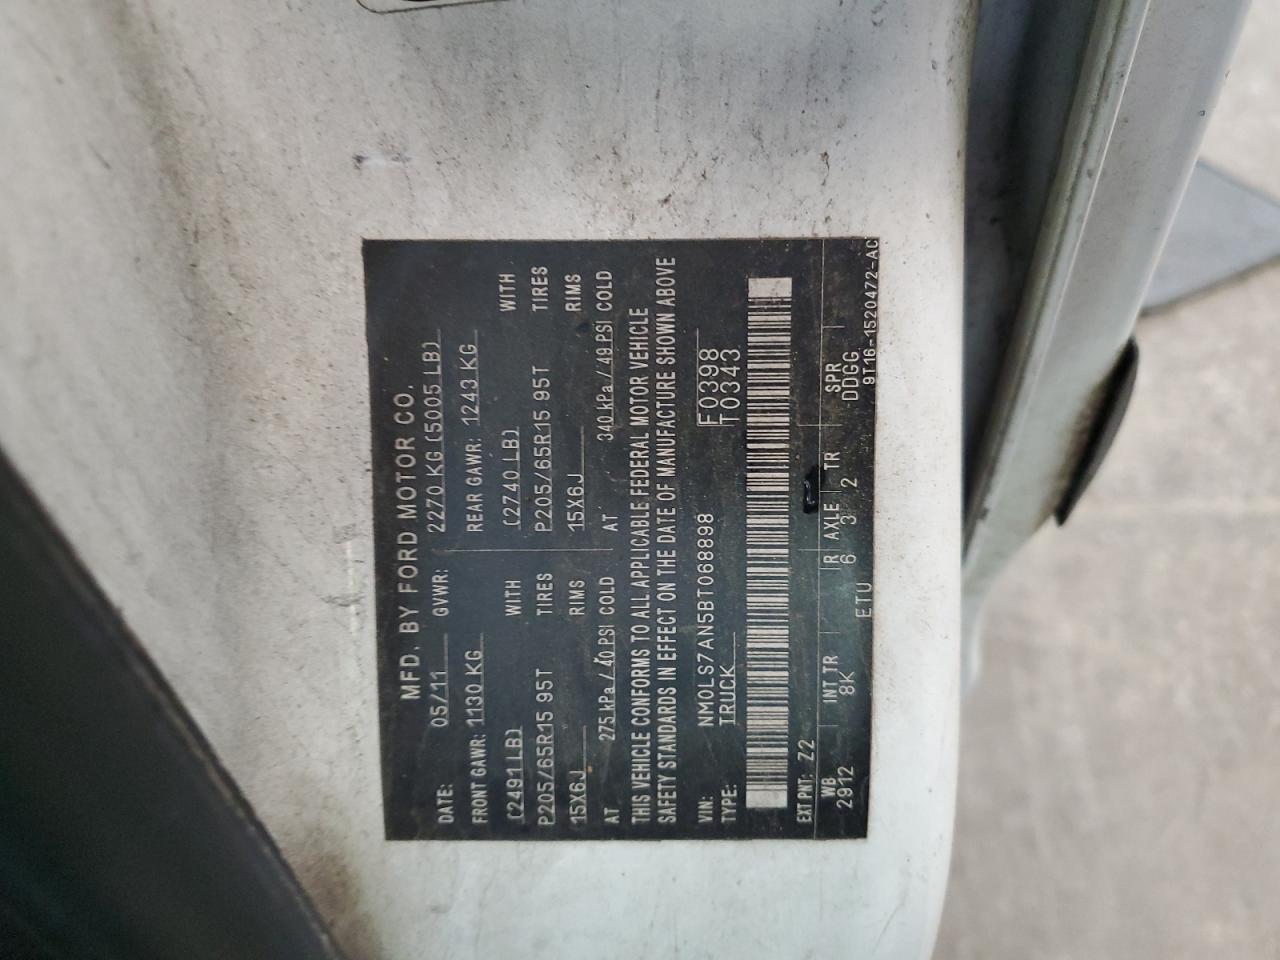 MFD. BY FORD MOTOR CO.
DATE: 05/11 GVWR: 2270 KG (5005 LB)
FRONT GAWR: 1130 KG REAR GAWR: 1243 KG
(2491LB) WITH (2740 LB) WITH
P205/65R15 95T TIRES P205/65R15 95T TIRES
15X6J RIMS 15X6J RIMS
AT 275 kPa / 40 PSI COLD AT 340 kPa / 49 PSI COLD
THIS VEHICLE CONFORMS TO ALL APPLICABLE FEDERAL MOTOR VEHICLE
SAFETY STANDARDS IN EFFECT ON THE DATE OF MANUFACTURE SHOWN ABOVE
VIN: NM0LS7AN5BT068898 F0398
TYPE: TRUCK T0343
EXT PNT: Z2
WB INT TR R AXLE TR SPR
2912 8K 6 3 2 DDGG
ETU 9T16-1520472-AC